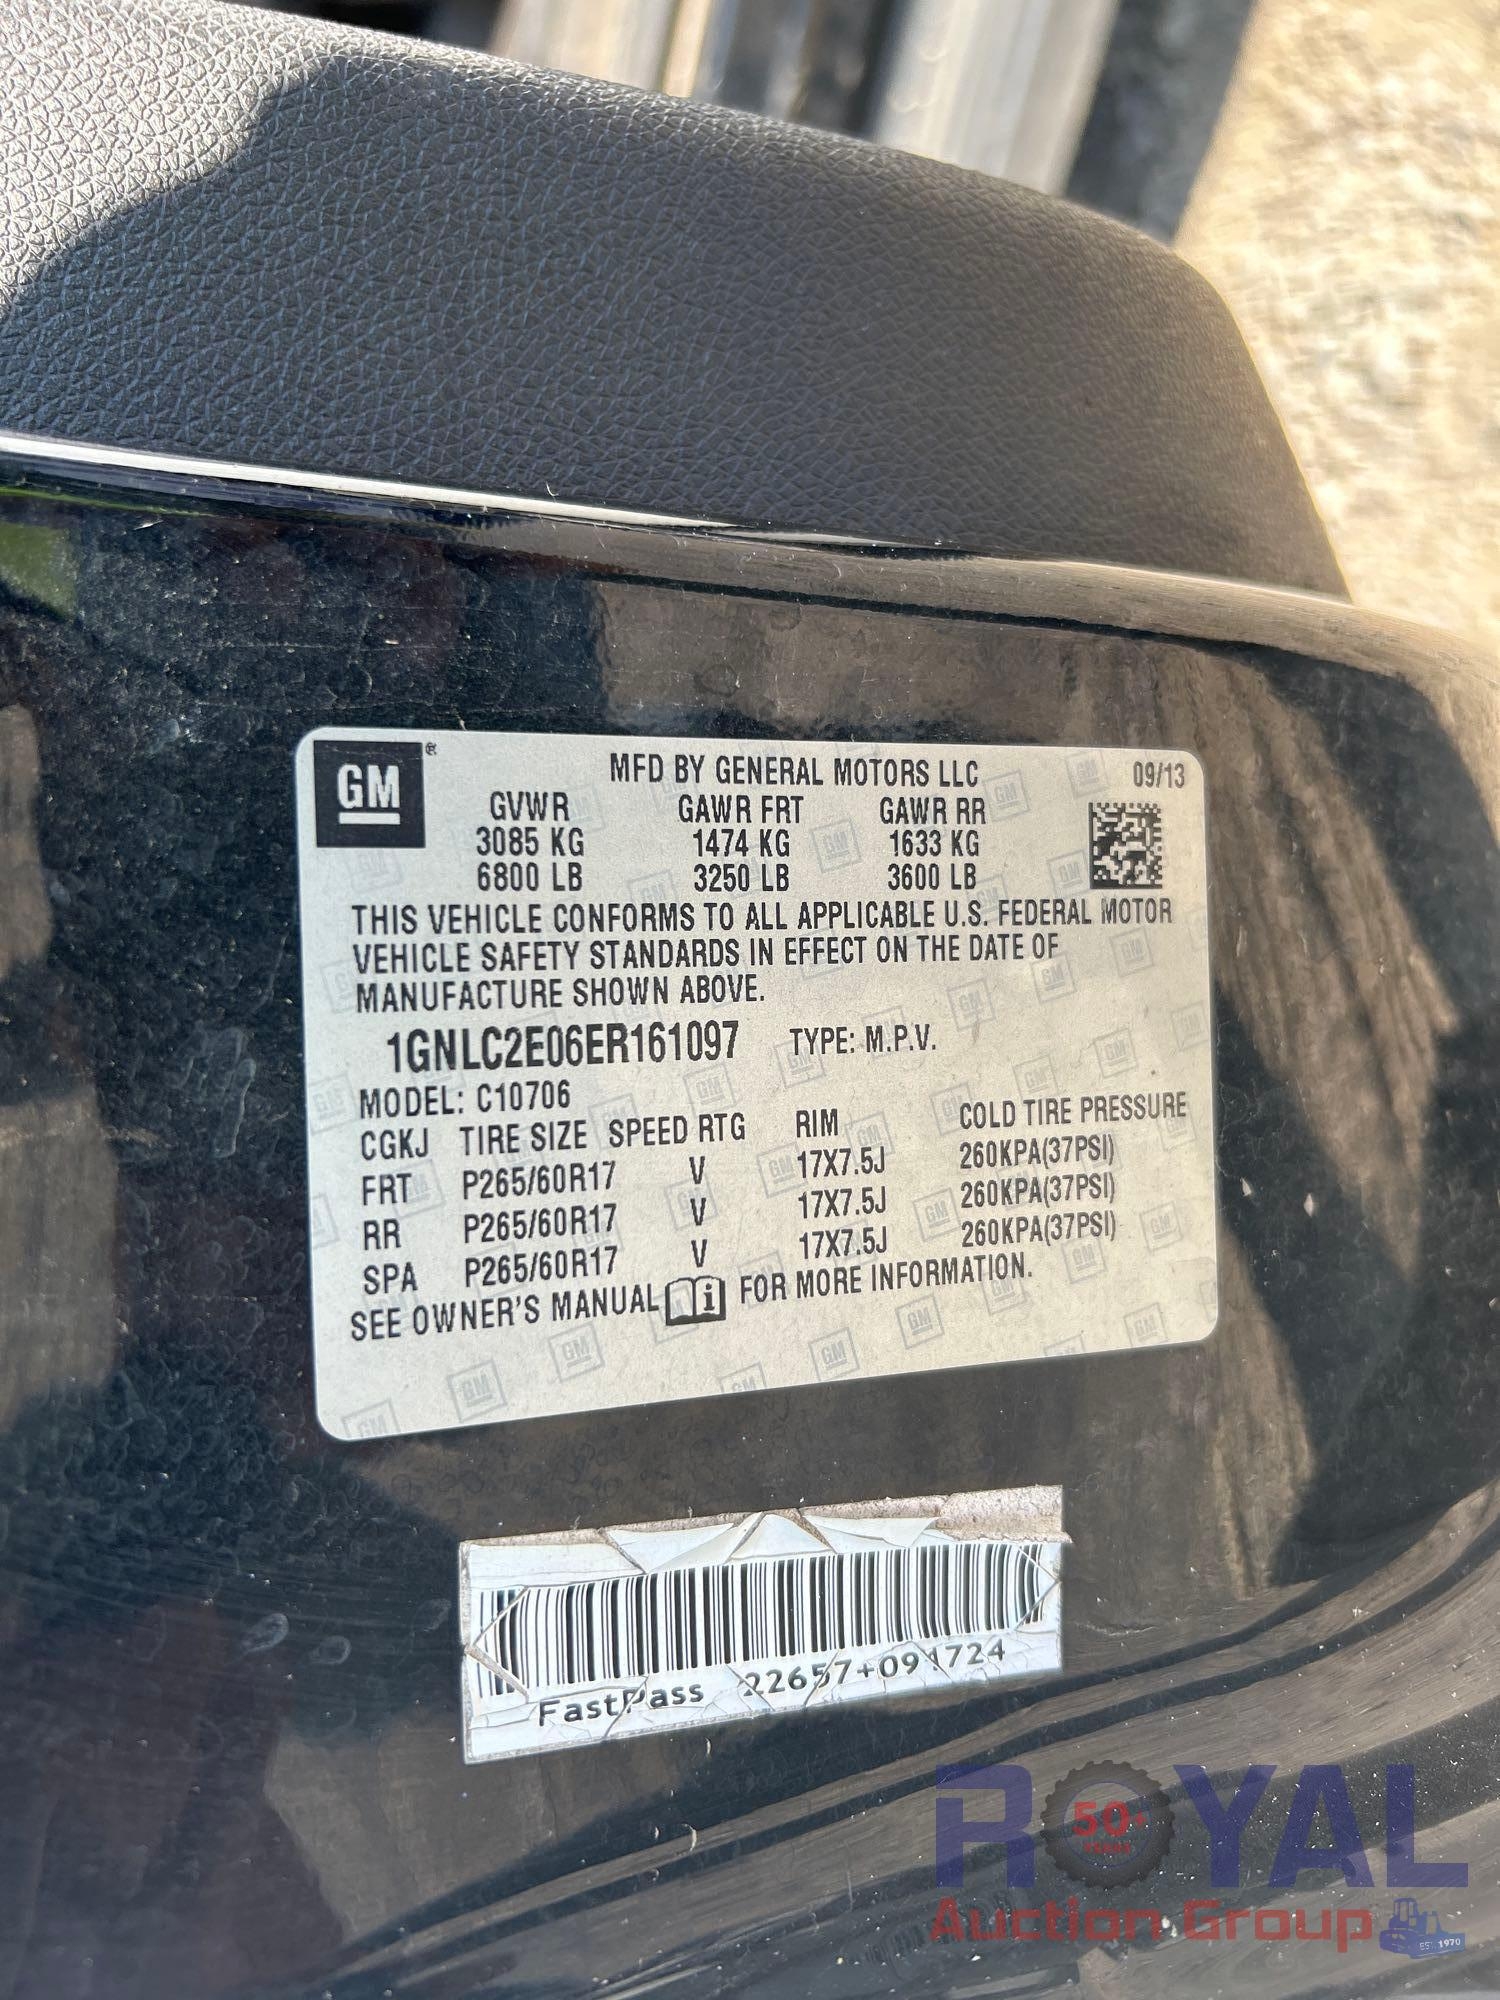 GM ®
MFD BY GENERAL MOTORS LLC 09/13
GVWR GAWR FRT GAWR RR
3085 KG 1474 KG 1633 KG
6800 LB 3250 LB 3600 LB
THIS VEHICLE CONFORMS TO ALL APPLICABLE U.S. FEDERAL MOTOR
VEHICLE SAFETY STANDARDS IN EFFECT ON THE DATE OF
MANUFACTURE SHOWN ABOVE.
1GNLC2E06ER161097 TYPE: M.P.V.
MODEL: C10706
CGKJ TIRE SIZE SPEED RTG RIM COLD TIRE PRESSURE
FRT P265/60R17 V 17X7.5J 260KPA(37PSI)
RR P265/60R17 V 17X7.5J 260KPA(37PSI)
SPA P265/60R17 V 17X7.5J 260KPA(37PSI)
SEE OWNER'S MANUAL i FOR MORE INFORMATION.
FastPass 22657+091724
ROYAL
50+
YEARS
Auction Group
EST. 1970